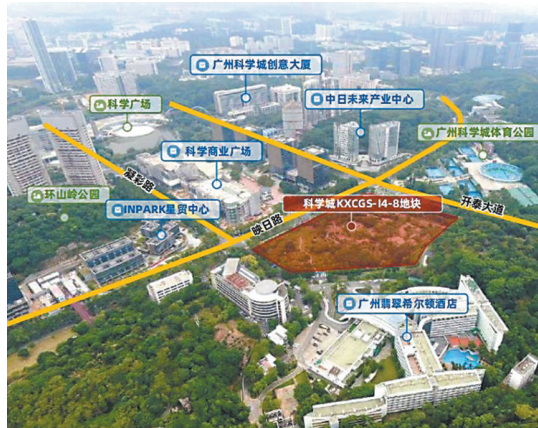 广州科学城创意大厦
科学广场
中日未来产业中心
广州科学城体育公园
科学商业广场
凝彩路
环山岭公园
INPARK星贸中心
科学城KXCGS-I4-8地块
开泰大道
映日路
广州翡翠希尔顿酒店